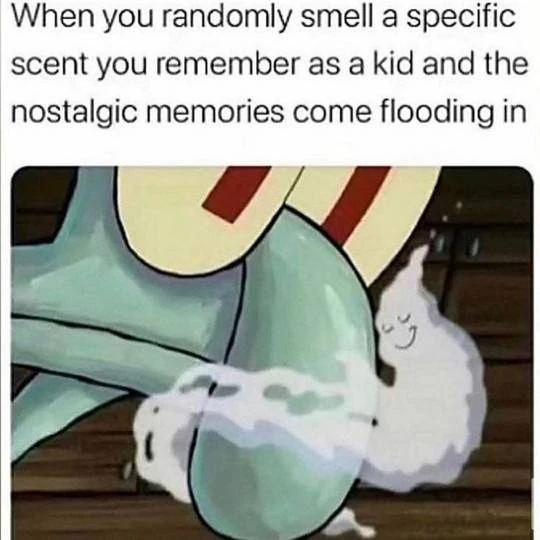 When you randomly smell a specific
scent you remember as a kid and the
nostalgic memories come flooding in